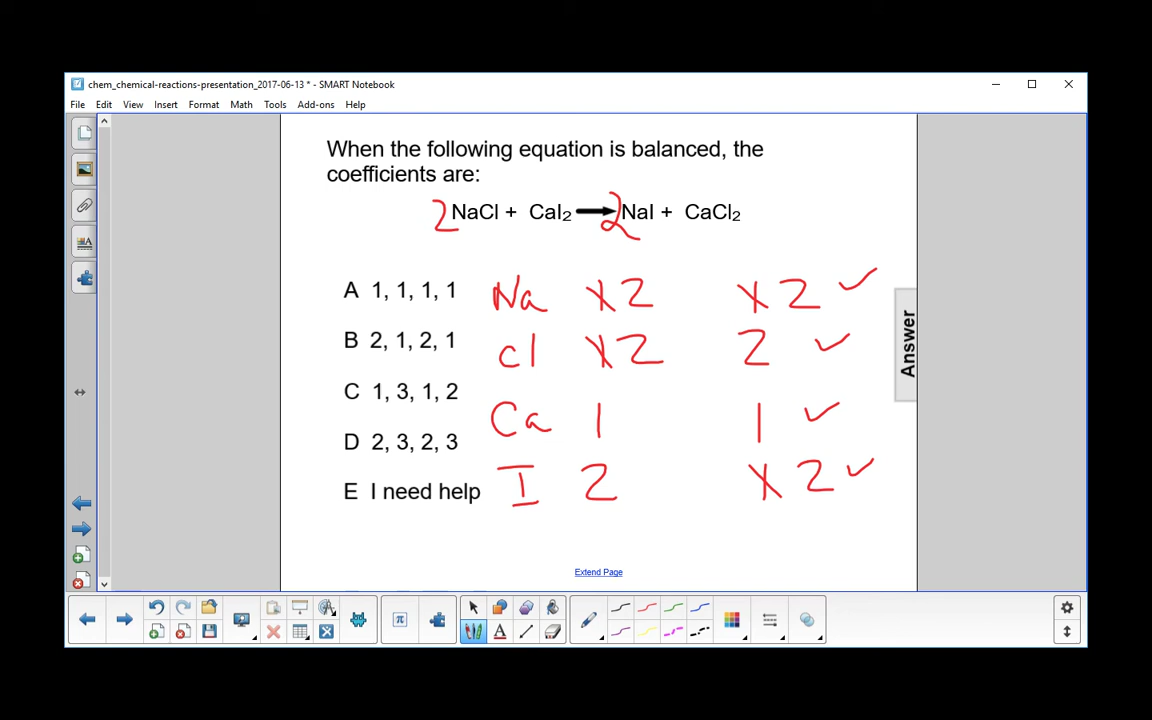 chem_chemical-reactions-presentation_2017-06-13 * - SMART Notebook
File Edit View Insert Format Math Tools Add-ons Help
When the following equation is balanced, the
coefficients are:
2 NaCl + CaI₂ → 2 NaI + CaCl₂
A 1, 1, 1, 1 Na X 2 X 2 ✓
B 2, 1, 2, 1 Cl X 2 2 ✓
C 1, 3, 1, 2
Ca 1 1 ✓
D 2, 3, 2, 3
E I need help I 2 X 2 ✓
Answer
Extend Page